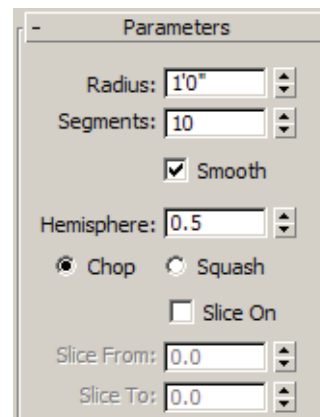 - Parameters
Radius: 1'0"
Segments: 10
Smooth
Hemisphere: 0.5
Chop Squash
Slice On
Slice From: 0.0
Slice To: 0.0